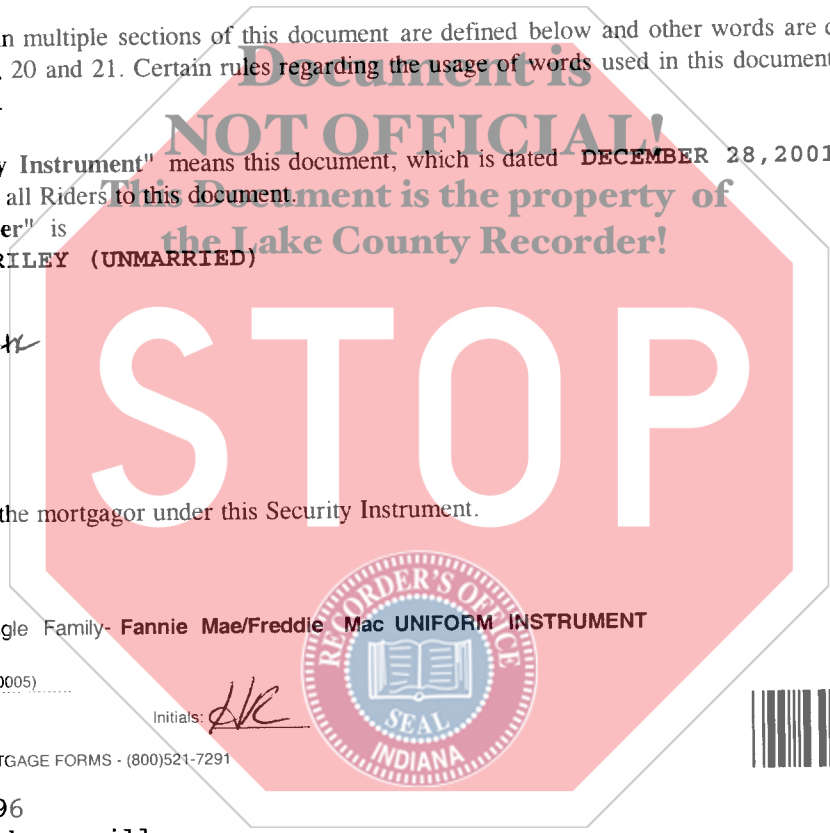 n multiple sections of this document are defined below and other words are
20 and 21. Certain rules regarding the usage of words used in this document
Document is
NOT OFFICIAL!
This Document is the property of
the Lake County Recorder!
y Instrument" means this document, which is dated DECEMBER 28,2001
all Riders to this document.
er" is
RILEY (UNMARRIED)
STOP
the mortgagor under this Security Instrument.
gle Family- Fannie Mae/Freddie Mac UNIFORM INSTRUMENT
0005)
Initials:
RECORDER'S OFFICE
SEAL
INDIANA
TGAGE FORMS - (800)521-7291
96